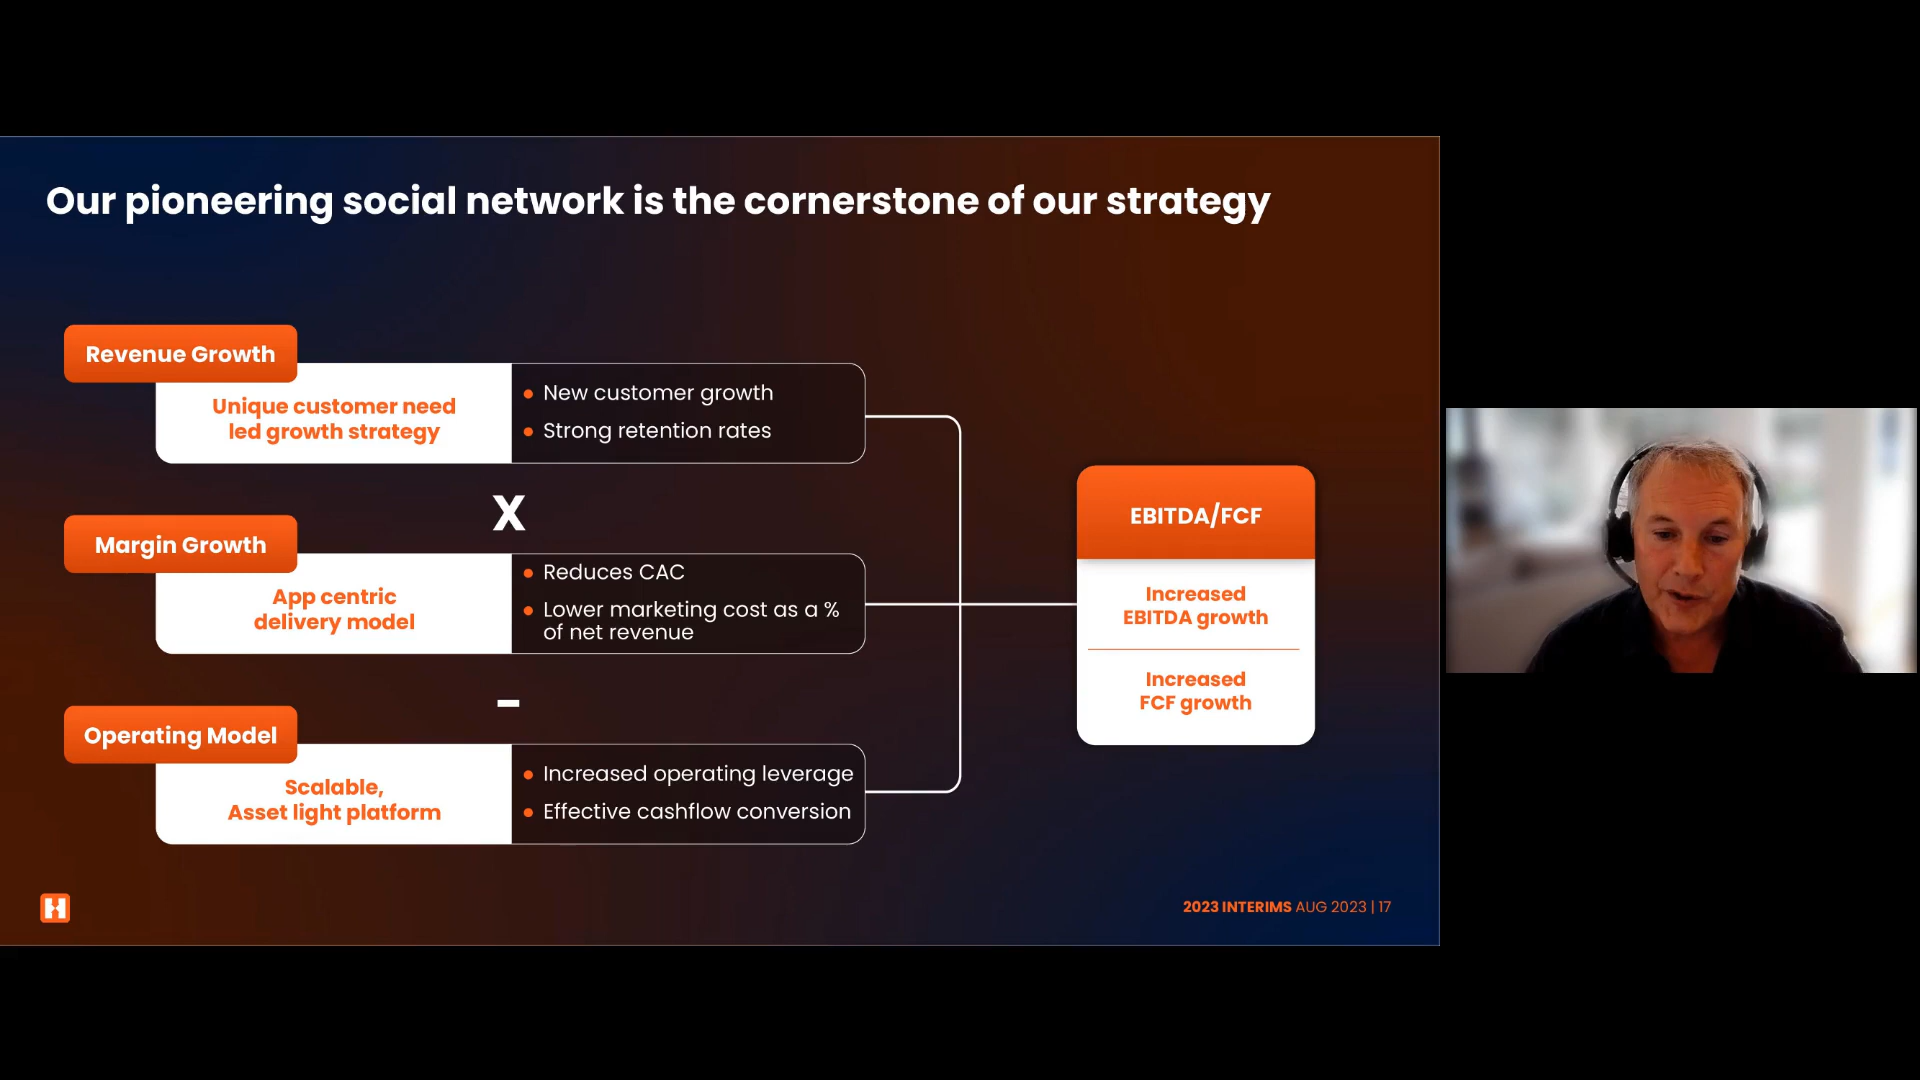 Our pioneering social network is the cornerstone of our strategy
Revenue Growth
Unique customer need
led growth strategy
● New customer growth
● Strong retention rates
X
Margin Growth
App centric
delivery model
● Reduces CAC
● Lower marketing cost as a %
of net revenue
-
Operating Model
Scalable,
Asset light platform
● Increased operating leverage
● Effective cashflow conversion
EBITDA/FCF
Increased
EBITDA growth
Increased
FCF growth
H
2023 INTERIMS AUG 2023 | 17